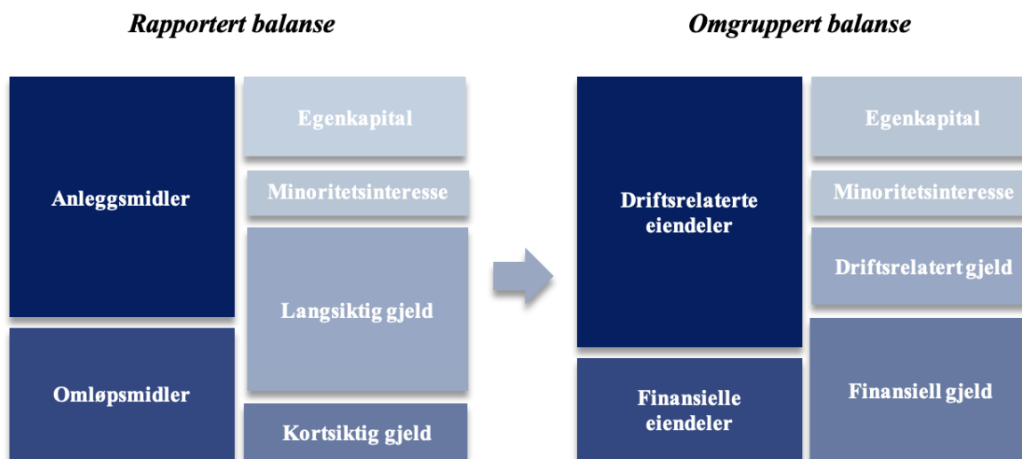 Rapportert balanse
Anleggsmidler
Omløpsmidler
Egenkapital
Minoritetsinteresse
Langsiktig gjeld
Kortsiktig gjeld
Omgruppert balanse
Driftsrelaterte
eiendeler
Finansielle
eiendeler
Egenkapital
Minoritetsinteresse
Driftsrelatert gjeld
Finansiell gjeld